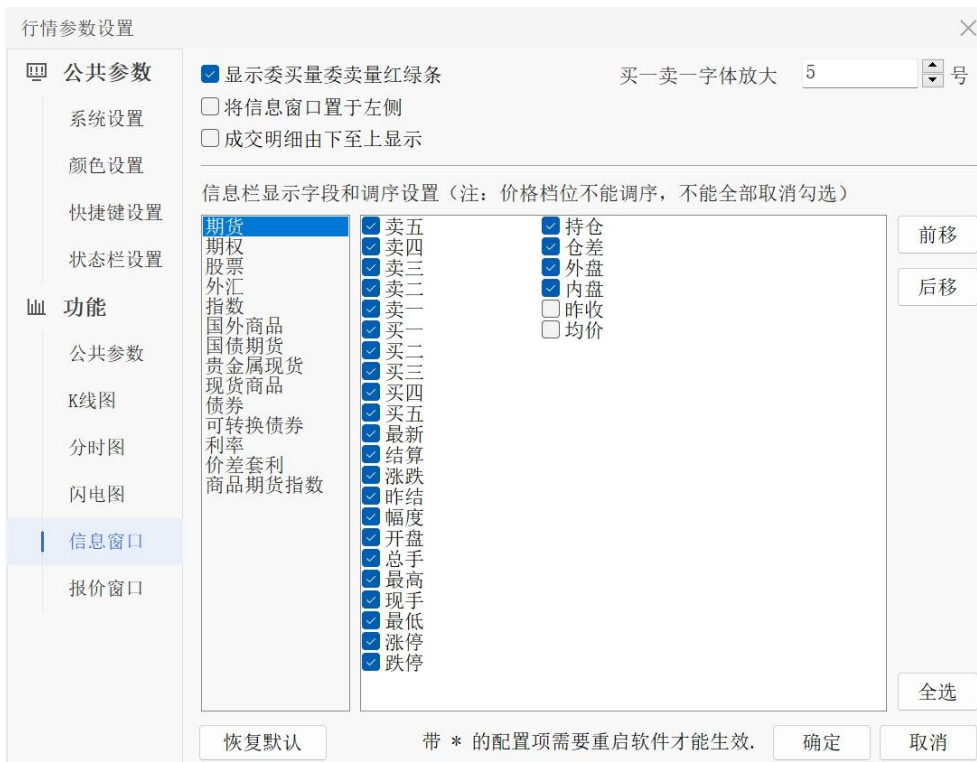 行情参数设置
公共参数
系统设置
颜色设置
快捷键设置
状态栏设置
功能
公共参数
K线图
分时图
闪电图
信息窗口
报价窗口
显示委买量委卖量红绿条
买一卖一字体放大 5 号
将信息窗口置于左侧
成交明细由下至上显示
信息栏显示字段和调序设置（注：价格档位不能调序，不能全部取消勾选）
期货
期权
股票
外汇
指数
国外商品
国债期货
贵金属现货
现货商品
债券
可转换债券
利率
价差套利
商品期货指数
卖五
卖四
卖三
卖二
卖一
买一
买二
买三
买四
买五
最新
结算
涨跌
昨结
幅度
开盘
总手
最高
现手
最低
涨停
跌停
持仓
仓差
外盘
内盘
昨收
均价
前移
后移
全选
恢复默认
带 * 的配置项需要重启软件才能生效.
确定
取消